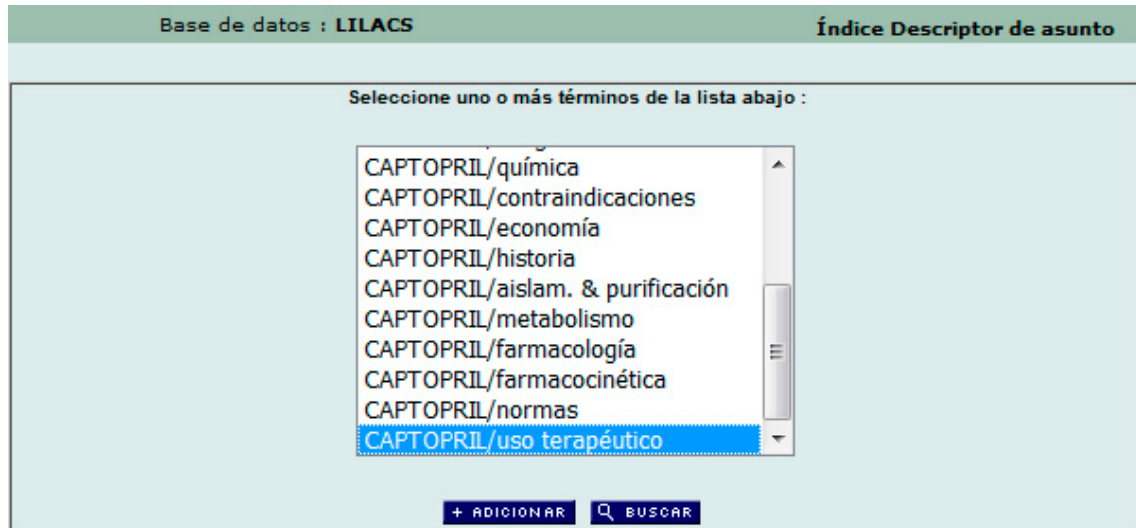 Base de datos : LILACS
Índice Descriptor de asunto
Seleccione uno o más términos de la lista abajo :
CAPTOPRIL/química
CAPTOPRIL/contraindicaciones
CAPTOPRIL/economía
CAPTOPRIL/historia
CAPTOPRIL/aislam. & purificación
CAPTOPRIL/metabolismo
CAPTOPRIL/farmacología
CAPTOPRIL/farmacocinética
CAPTOPRIL/normas
CAPTOPRIL/uso terapéutico
+ ADICIONAR
BUSCAR